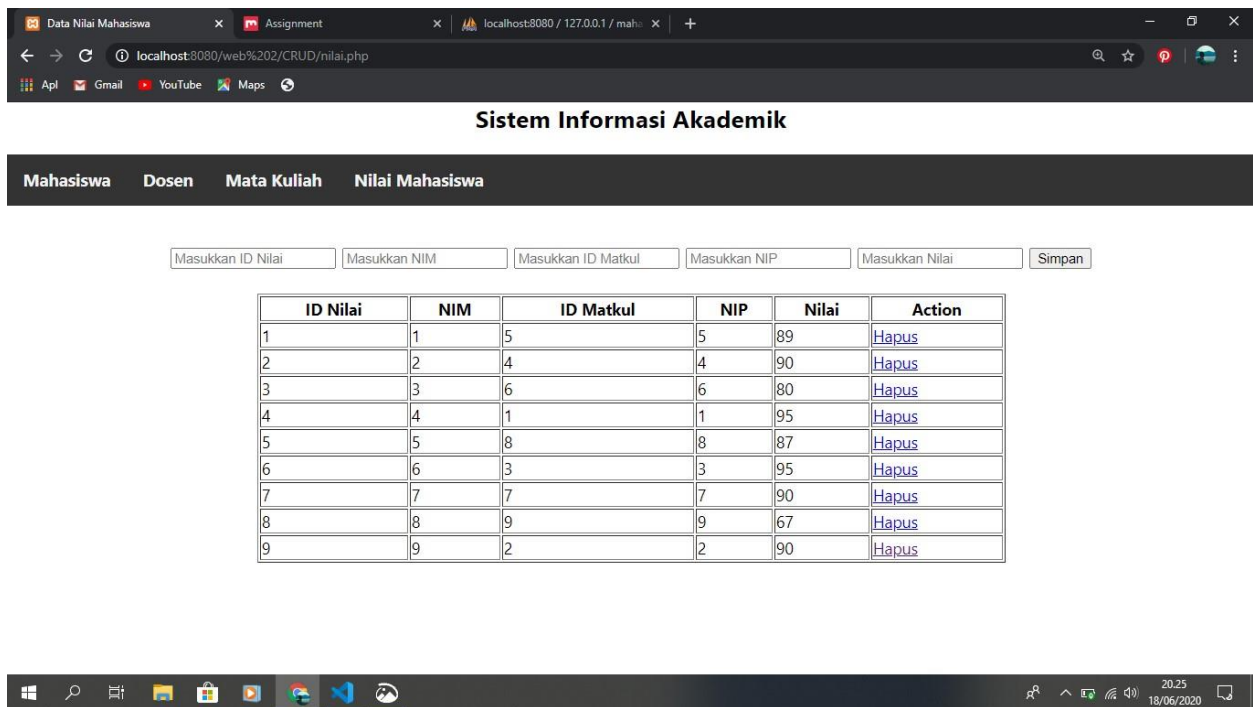 Data Nilai Mahasiswa
Assignment
localhost:8080 / 127.0.0.1 / maha
localhost:8080/web%202/CRUD/nilai.php
Apl Gmail YouTube Maps
Sistem Informasi Akademik
Mahasiswa Dosen Mata Kuliah Nilai Mahasiswa
Masukkan ID Nilai Masukkan NIM Masukkan ID Matkul Masukkan NIP Masukkan Nilai Simpan
ID Nilai NIM ID Matkul NIP Nilai Action
1 1 5 5 89 Hapus
2 2 4 4 90 Hapus
3 3 6 6 80 Hapus
4 4 1 1 95 Hapus
5 5 8 8 87 Hapus
6 6 3 3 95 Hapus
7 7 7 7 90 Hapus
8 8 9 9 67 Hapus
9 9 2 2 90 Hapus
20.25
18/06/2020